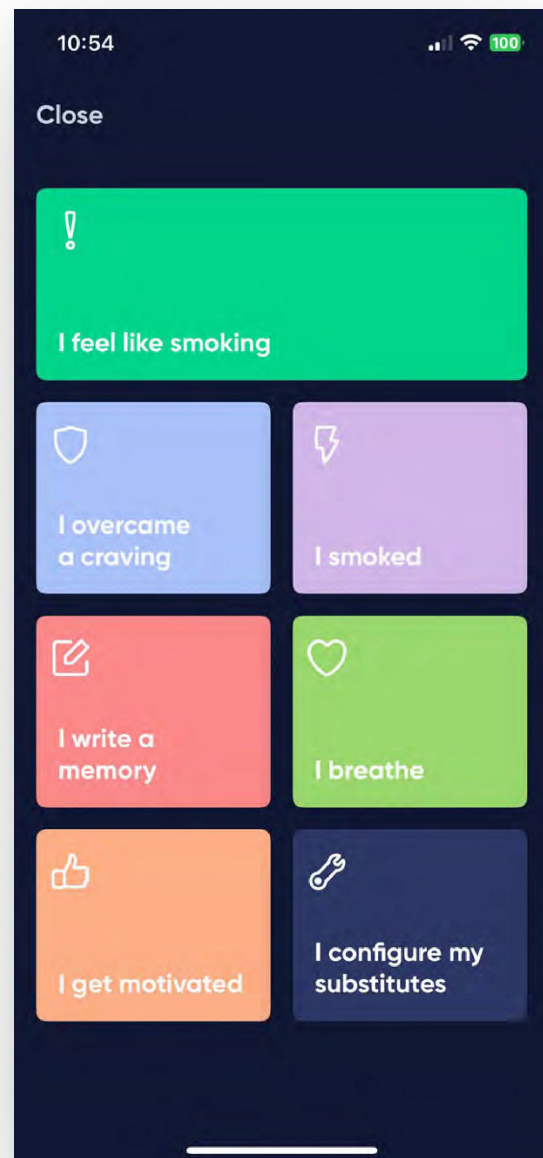 10:54
100
Close
I feel like smoking
I overcame
a craving
I smoked
I write a
memory
I breathe
I get motivated
I configure my
substitutes